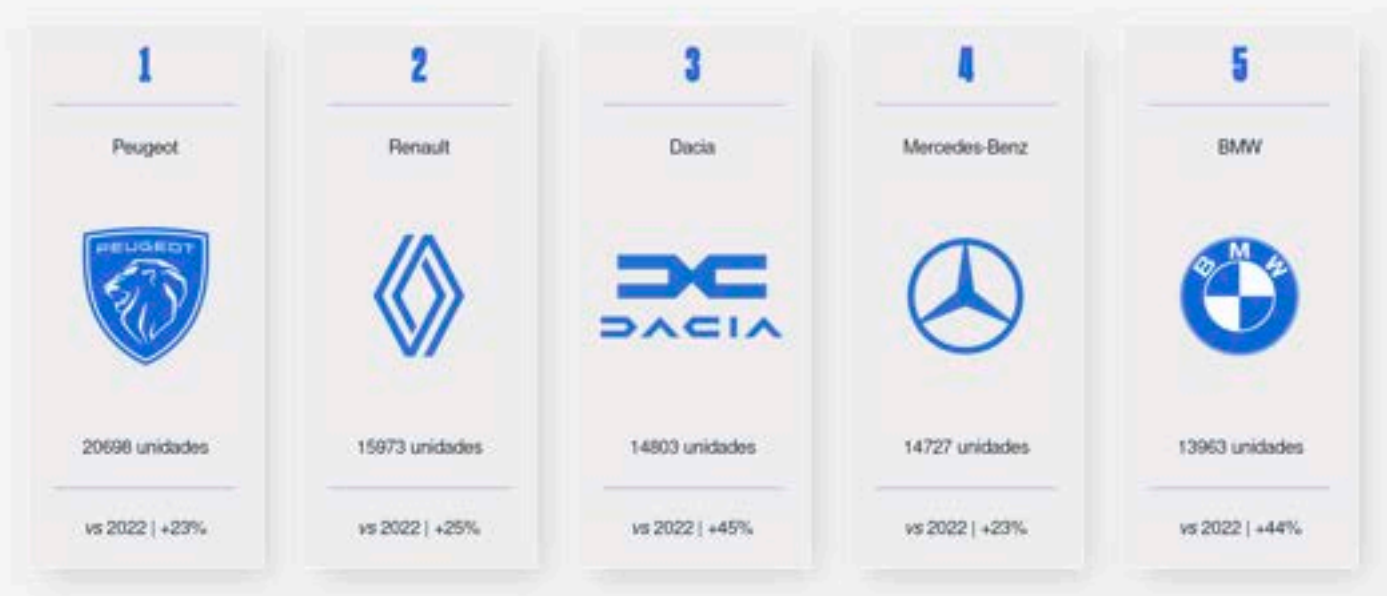 1
Peugeot
PEUGEOT
20698 unidades
vs 2022 | +23%
2
Renault
15973 unidades
vs 2022 | +25%
3
Dacia
DACIA
14803 unidades
vs 2022 | +45%
4
Mercedes-Benz
14727 unidades
vs 2022 | +23%
5
BMW
BMW
13963 unidades
vs 2022 | +44%